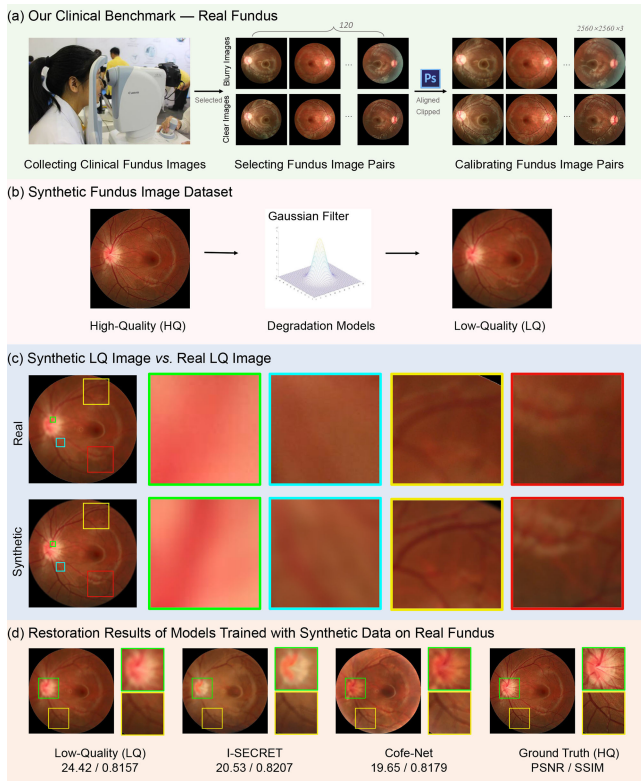 (a) Our Clinical Benchmark — Real Fundus
120
2560×2560×3
Blurry Images
Clear Images
Selected
...
...
Ps
Aligned
Clipped
...
...
Collecting Clinical Fundus Images
Selecting Fundus Image Pairs
Calibrating Fundus Image Pairs
(b) Synthetic Fundus Image Dataset
Gaussian Filter
High-Quality (HQ)
Degradation Models
Low-Quality (LQ)
(c) Synthetic LQ Image vs. Real LQ Image
Real
Synthetic
(d) Restoration Results of Models Trained with Synthetic Data on Real Fundus
Low-Quality (LQ)
24.42 / 0.8157
I-SECRET
20.53 / 0.8207
Cofe-Net
19.65 / 0.8179
Ground Truth (HQ)
PSNR / SSIM